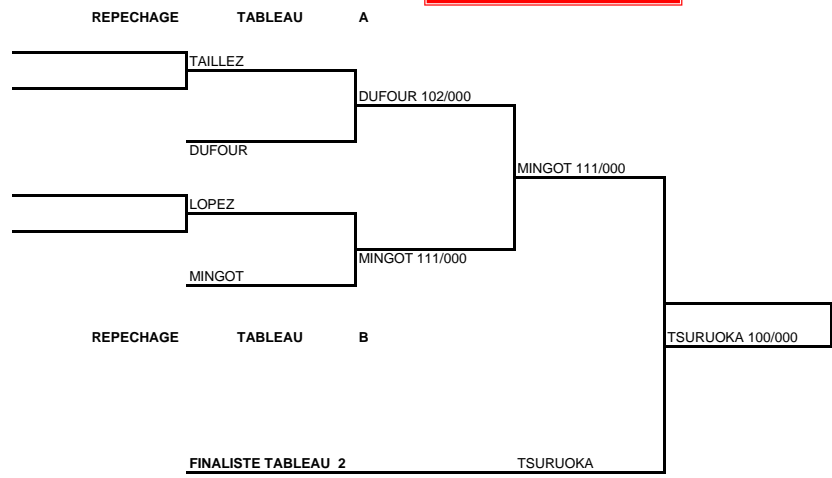 REPECHAGE TABLEAU A
TAILLEZ
DUFOUR 102/000
DUFOUR
MINGOT 111/000
LOPEZ
MINGOT 111/000
MINGOT
REPECHAGE TABLEAU B
TSURUOKA 100/000
FINALISTE TABLEAU 2 TSURUOKA